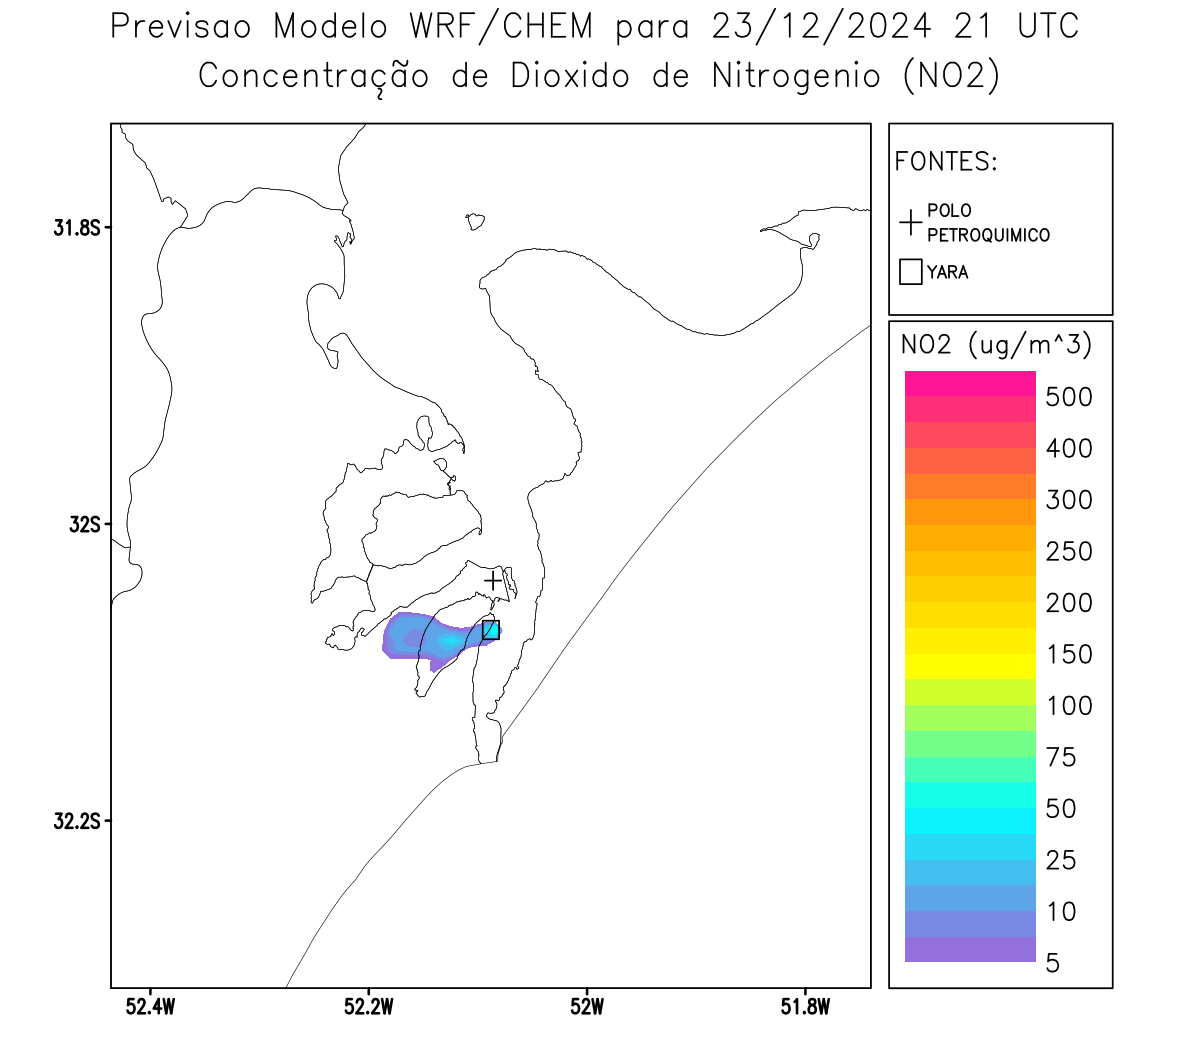 Previsao Modelo WRF/CHEM para 23/12/2024 21 UTC
Concentração de Dioxido de Nitrogenio (NO2)
FONTES:
POLO
PETROQUIMICO
YARA
NO2 (ug/m^3)
500
400
300
250
200
150
100
75
50
25
10
5
31.8S
32S
32.2S
52.4W
52.2W
52W
51.8W